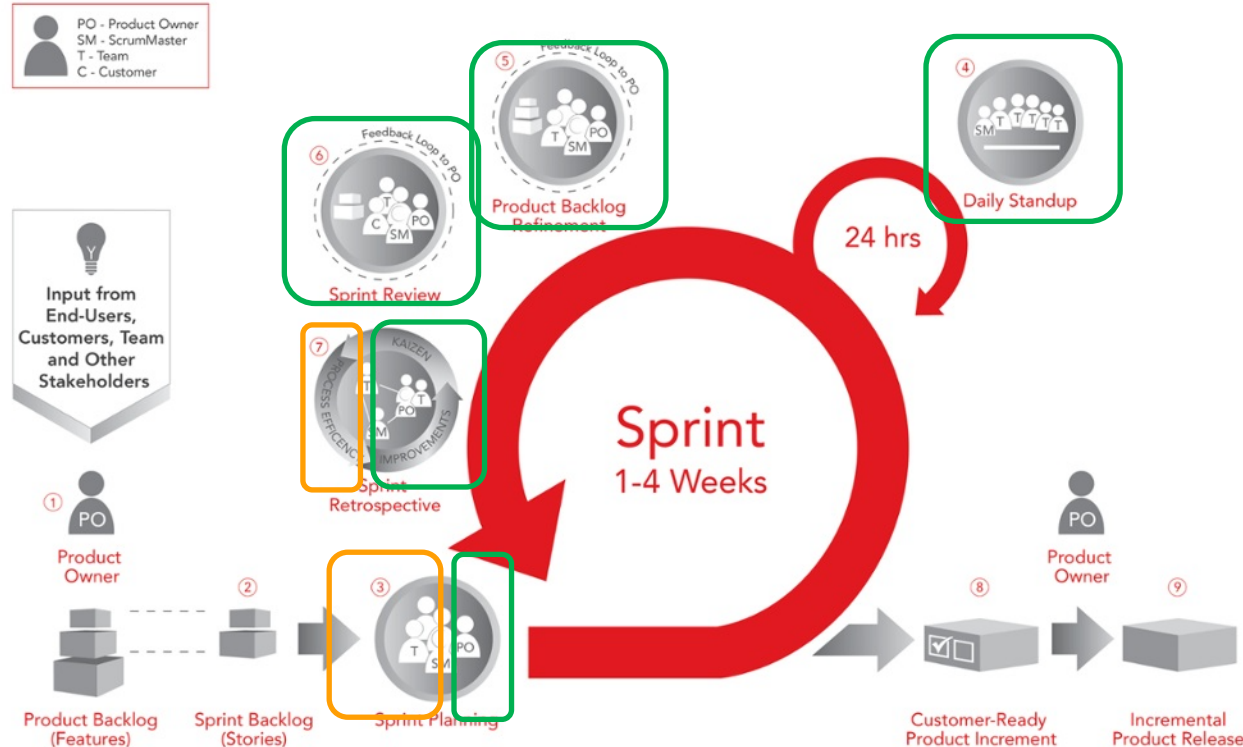 PO - Product Owner
SM - ScrumMaster
T - Team
C - Customer
Y
Input from
End-Users,
Customers, Team
and Other
Stakeholders
① PO
Product
Owner
Product Backlog
(Features)
②
Sprint Backlog
(Stories)
③
T SM PO
Sprint Planning
④
SM T T T T T
Daily Standup
24 hrs
⑤
Feedback Loop to PO
T C SM PO
Product Backlog
Refinement
⑥
Feedback Loop to PO
T C SM PO
Sprint Review
⑦
KAIZEN
PROCESS EFFICENCY
IMPROVEMENTS
T PO T SM
Sprint
Retrospective
Sprint
1-4 Weeks
⑧
Customer-Ready
Product Increment
PO
Product
Owner
⑨
Incremental
Product Release